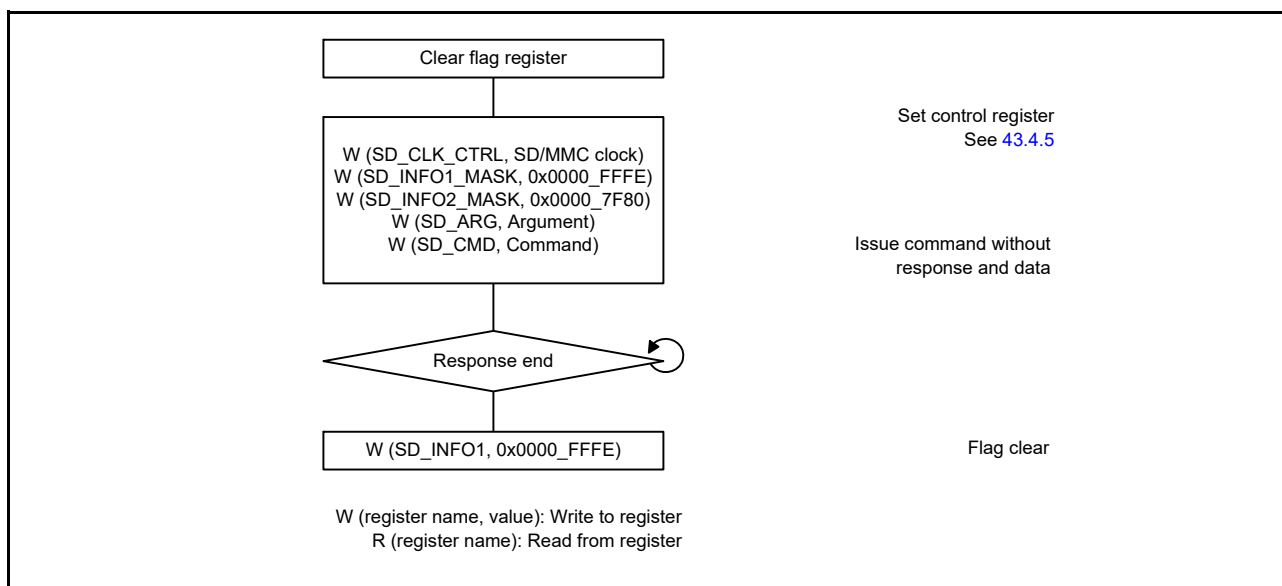 Clear flag register
Set control register
See 43.4.5
W (SD_CLK_CTRL, SD/MMC clock)
W (SD_INFO1_MASK, 0x0000_FFFE)
W (SD_INFO2_MASK, 0x0000_7F80)
W (SD_ARG, Argument)
W (SD_CMD, Command)
Issue command without
response and data
Response end
W (SD_INFO1, 0x0000_FFFE)
Flag clear
W (register name, value): Write to register
R (register name): Read from register